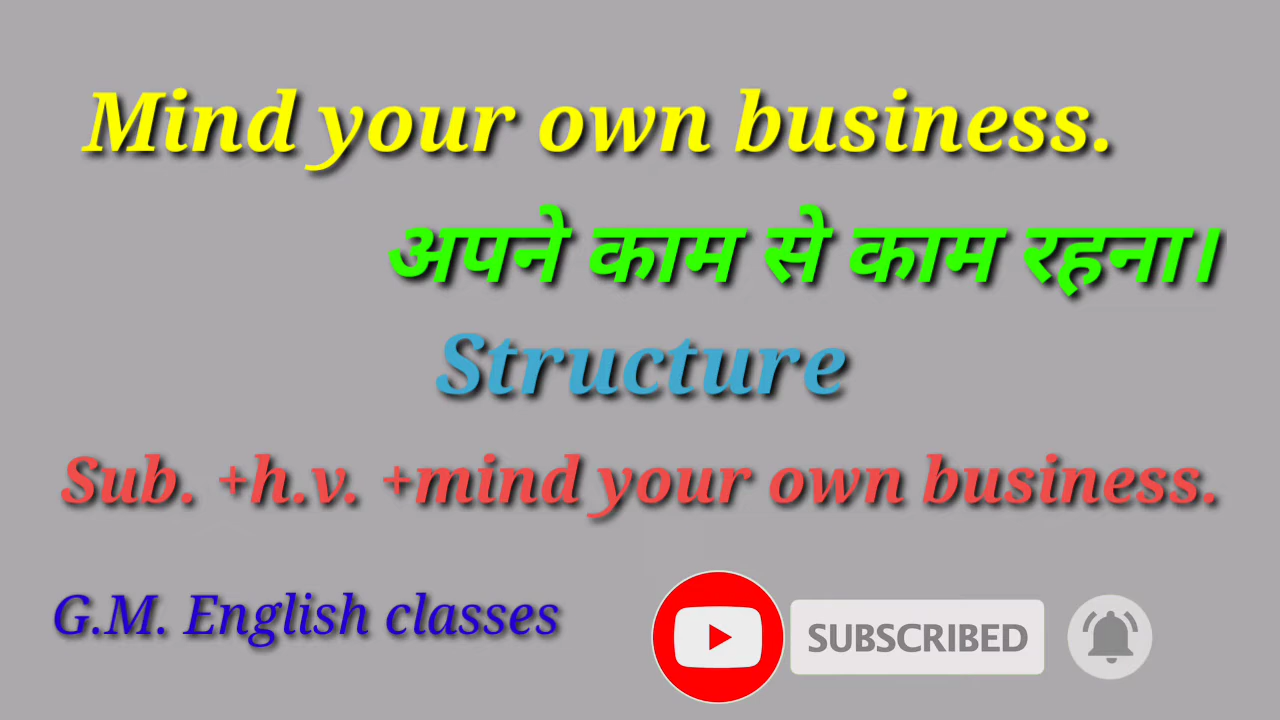 Mind your own business.
अपने काम से काम रहना।
Structure
Sub. +h.v. +mind your own business.
G.M. English classes
SUBSCRIBED